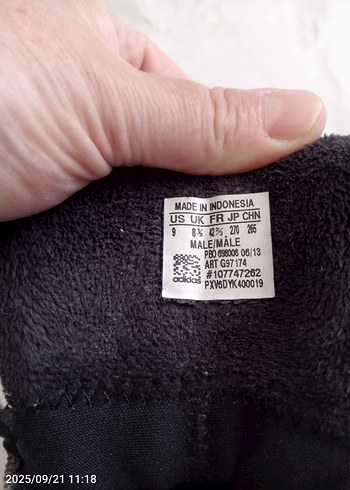 MADE IN INDONESIA
US UK FR JP CHN
9 8½ 42⅔ 270 265
MALE/MÂLE
PBO 698006 06/13
ART G97174
#107747262
adidas PXV6DYK400019
2025/09/21 11:18